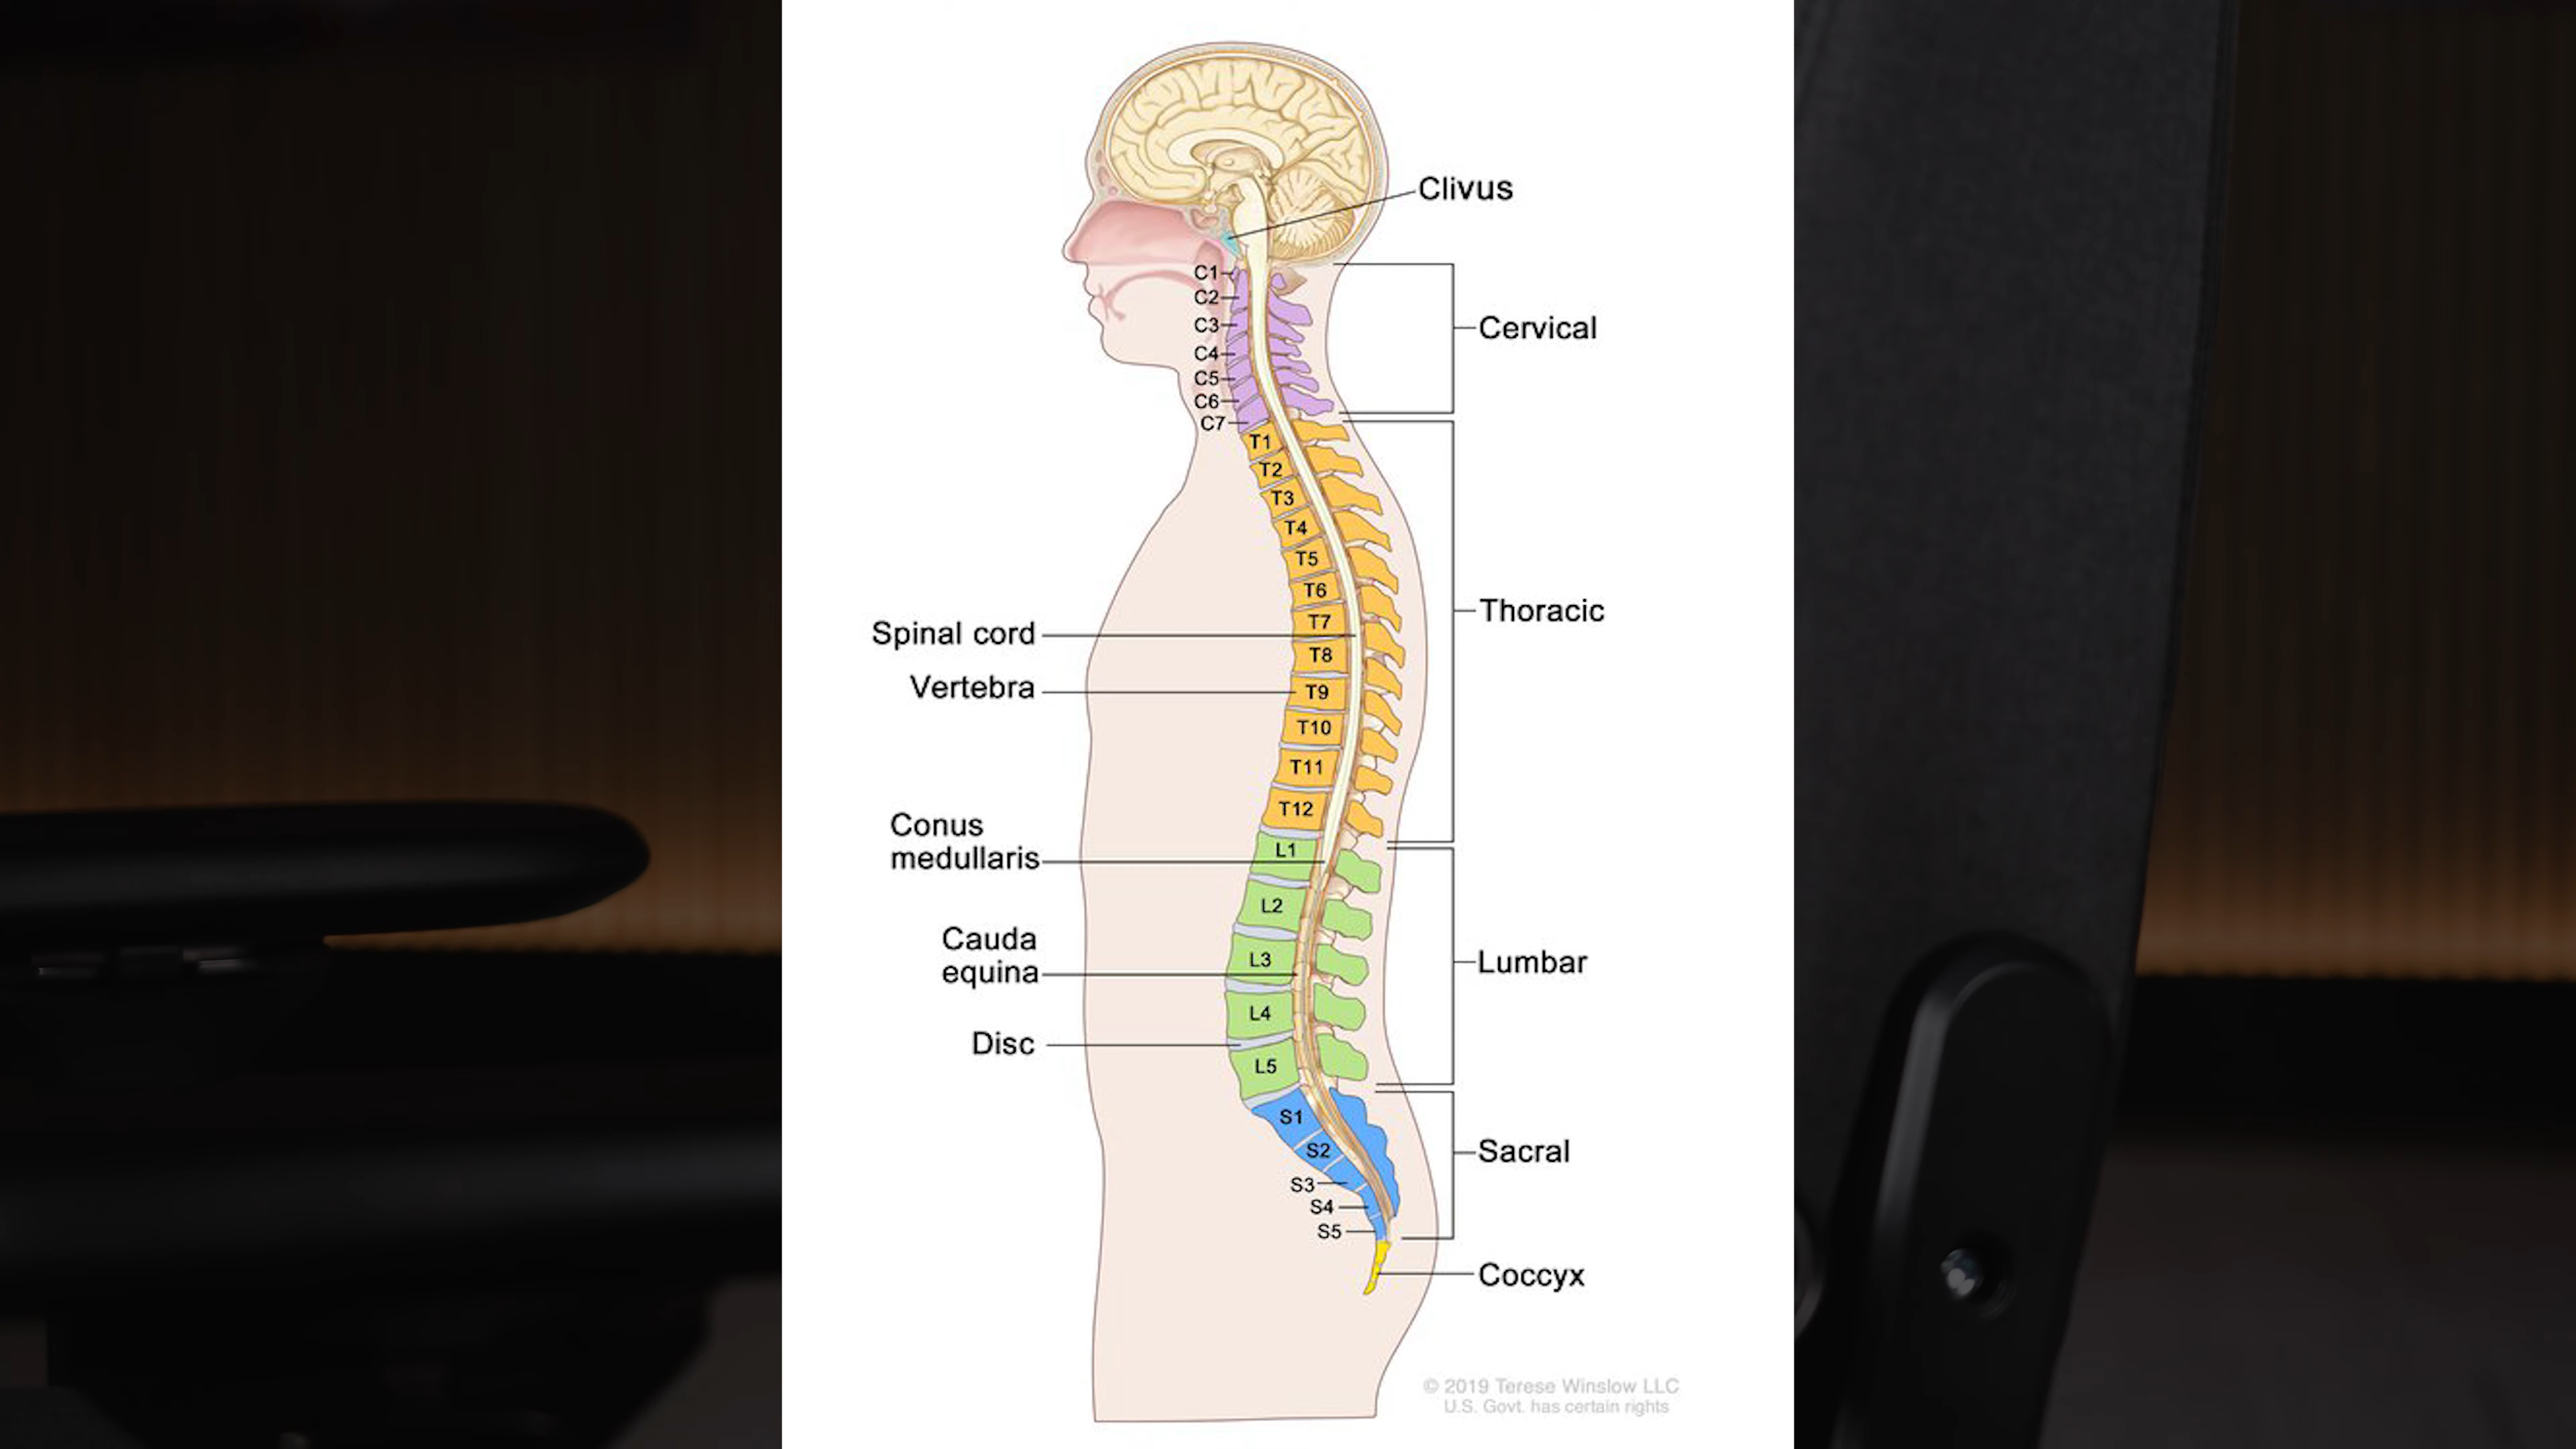 Clivus
C1
C2
C3
Cervical
C4
C5
C6
C7
T1
T2
T3
T4
T5
T6
Thoracic
T7
Spinal cord
T8
Vertebra
T9
T10
T11
T12
Conus
medullaris
L1
L2
Cauda
equina
L3
Lumbar
L4
Disc
L5
S1
S2
Sacral
S3
S4
S5
Coccyx
© 2019 Terese Winslow LLC
U.S. Govt. has certain rights